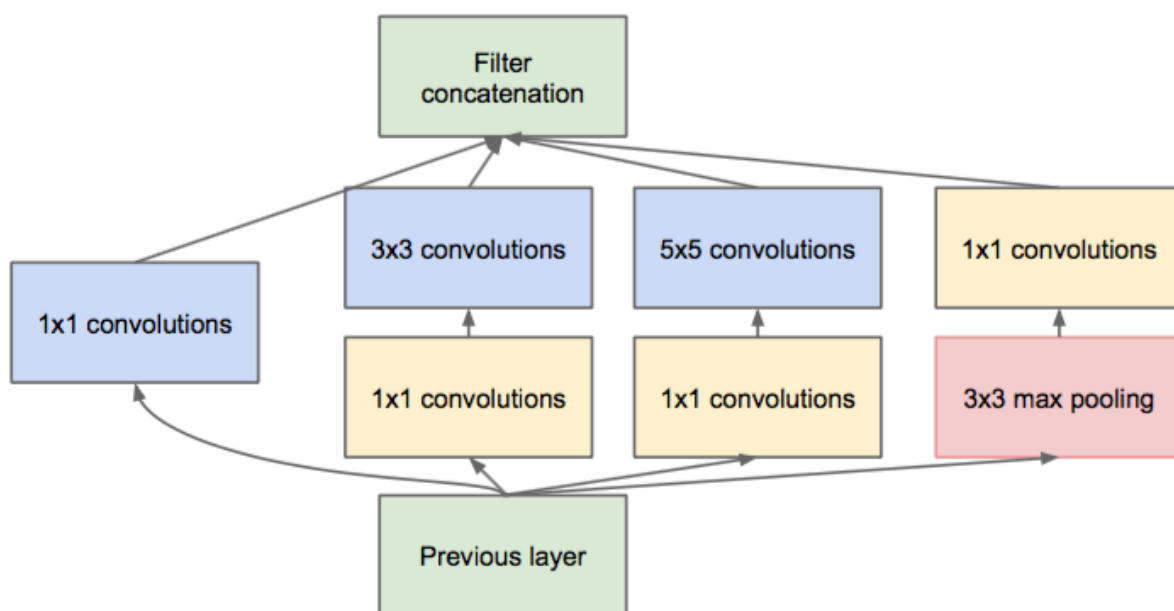 Filter
concatenation
3x3 convolutions
5x5 convolutions
1x1 convolutions
1x1 convolutions
1x1 convolutions
1x1 convolutions
3x3 max pooling
Previous layer